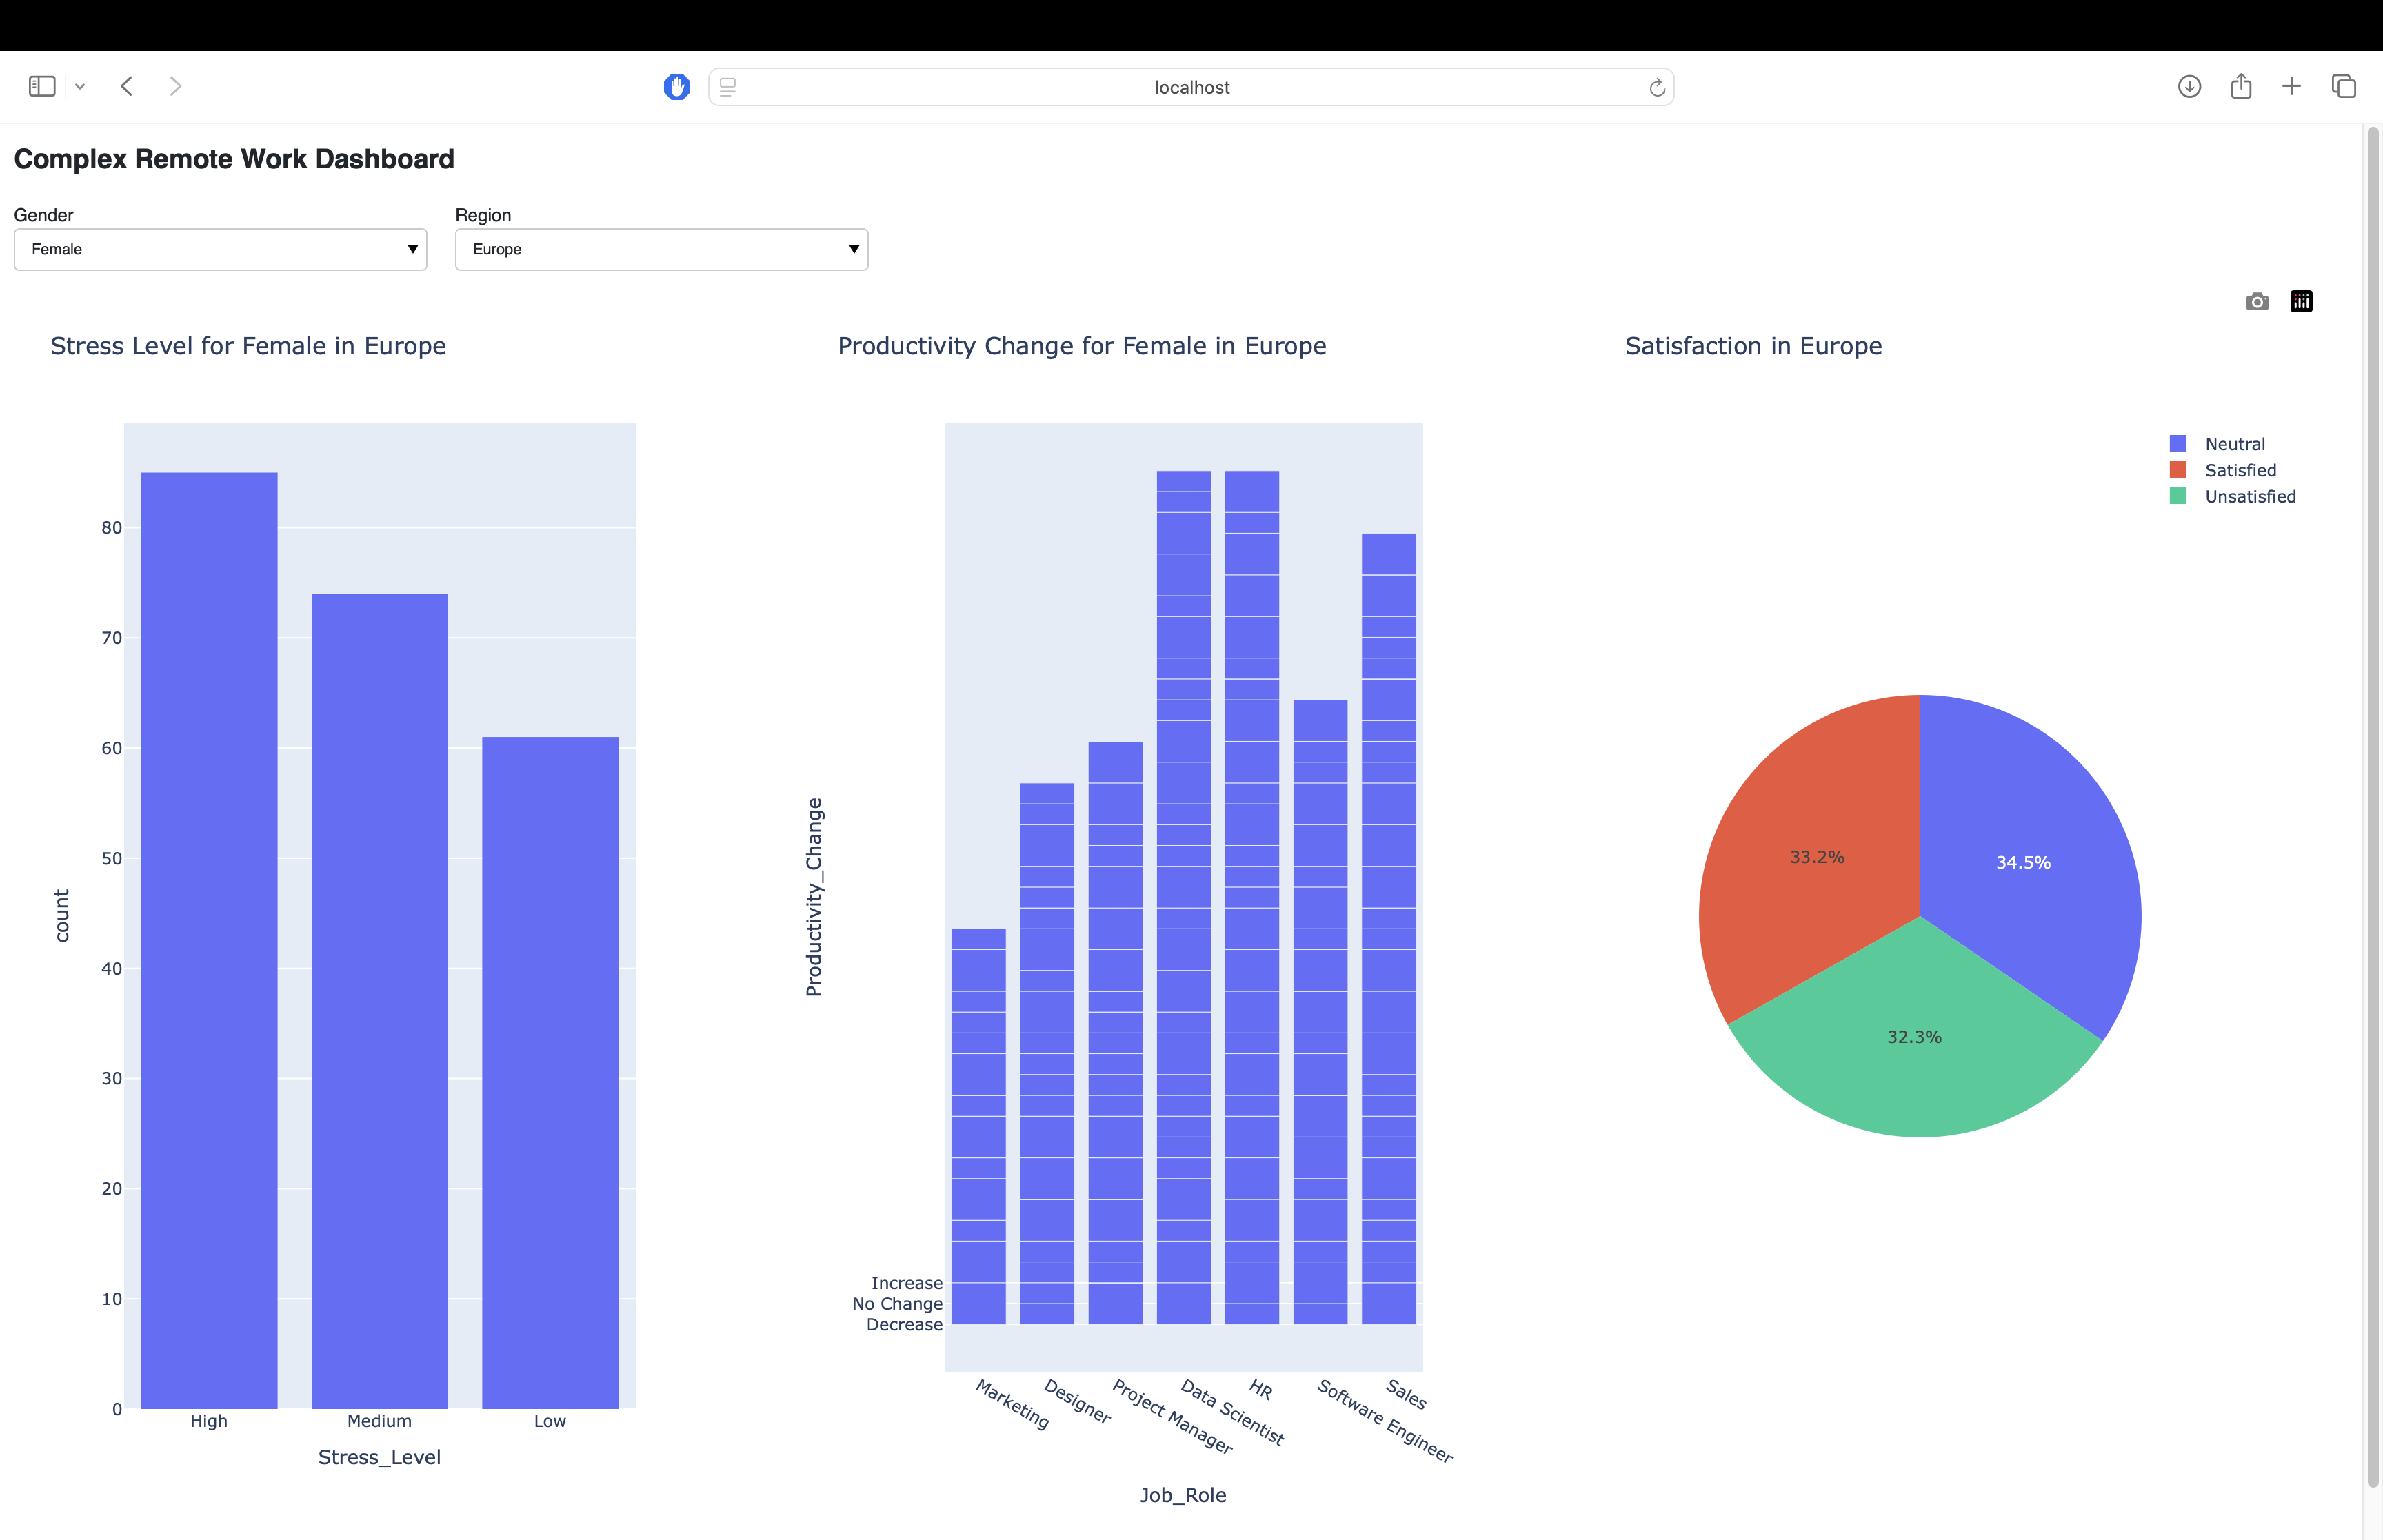 localhost
Complex Remote Work Dashboard
Gender
Region
Female
Europe
Stress Level for Female in Europe
80
70
60
50
40
30
20
10
0
count
High
Medium
Low
Stress_Level
Productivity Change for Female in Europe
Productivity_Change
Increase
No Change
Decrease
Marketing
Designer
Project Manager
Data Scientist
HR
Software Engineer
Sales
Job_Role
Satisfaction in Europe
Neutral
Satisfied
Unsatisfied
33.2%
34.5%
32.3%